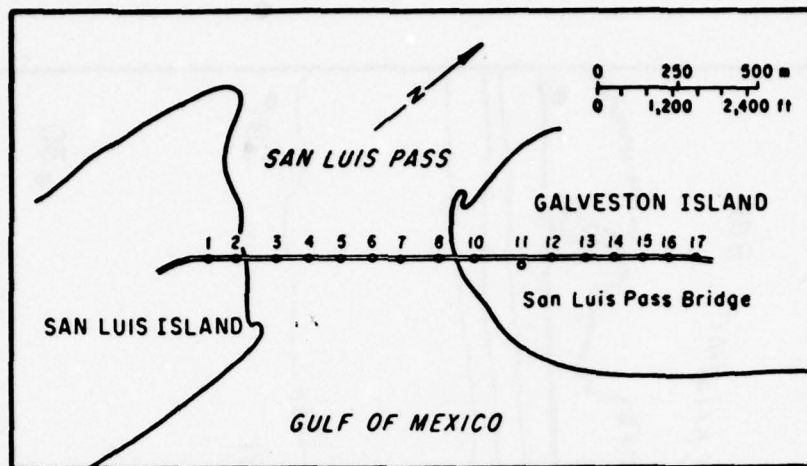 0 250 500 m
0 1,200 2,400 ft
N
SAN LUIS PASS
GALVESTON ISLAND
1 2 3 4 5 6 7 8 10 11 12 13 14 15 16 17
San Luis Pass Bridge
SAN LUIS ISLAND
GULF OF MEXICO